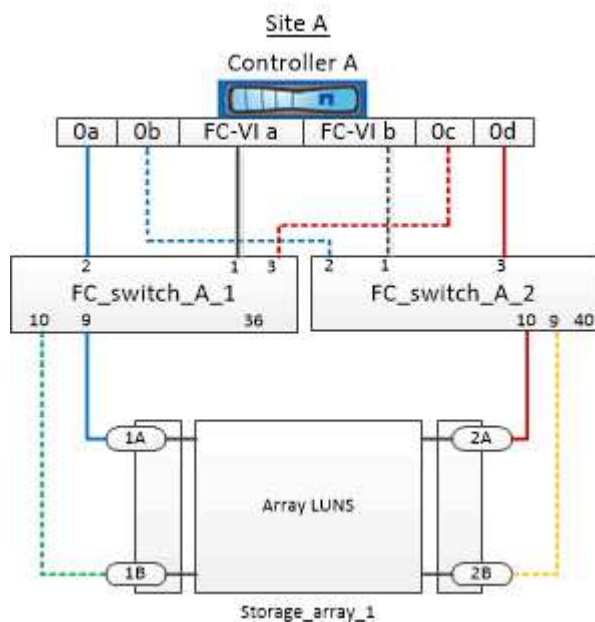 Site A
Controller A
0a 0b FC-VI a FC-VI b 0c 0d
2 1 3 2 1 3
FC_switch_A_1 FC_switch_A_2
10 9 36 10 9 40
1A 2A
Array LUNS
1B 2B
Storage_array_1